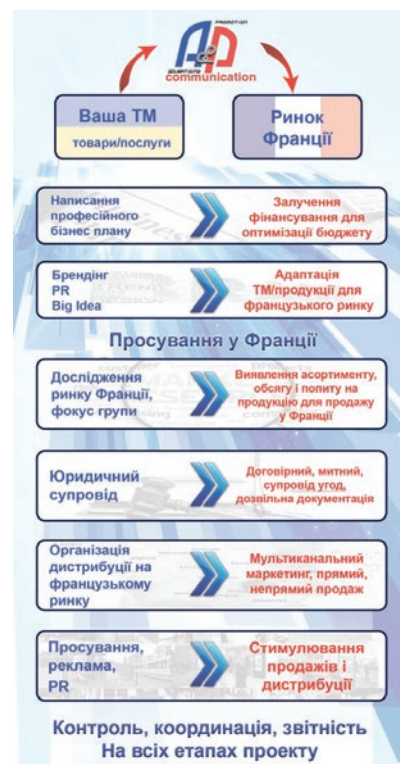 PROMOTION
A&P
ADVERTISING
communication
Ваша ТМ
товари/послуги
Ринок
Франції
Написання
професійного
бізнес плану
Залучення
фінансування для
оптимізації бюджету
Брендінг
PR
Big Idea
Адаптація
ТМ/продукції для
французького ринку
Просування у Франції
Дослідження
ринку Франції,
фокус групи
Виявлення асортименту,
обсягу і попиту на
продукцію для продажу
у Франції
Юридичний
супровід
Договірний, митний,
супровід угод,
дозвільна документація
Організація
дистрибуції на
французькому
ринку
Мультиканальний
маркетинг, прямий,
непрямий продаж
Просування,
реклама,
PR
Стимулювання
продажів і
дистрибуції
Контроль, координація, звітність
На всіх етапах проекту